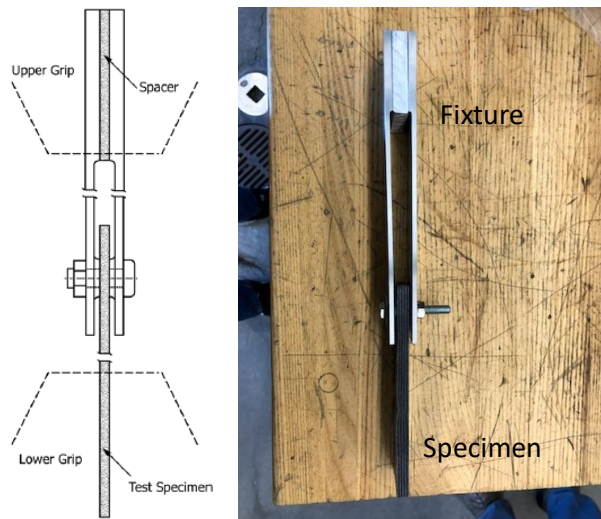 Upper Grip
Spacer
Lower Grip
Test Specimen
Fixture
Specimen